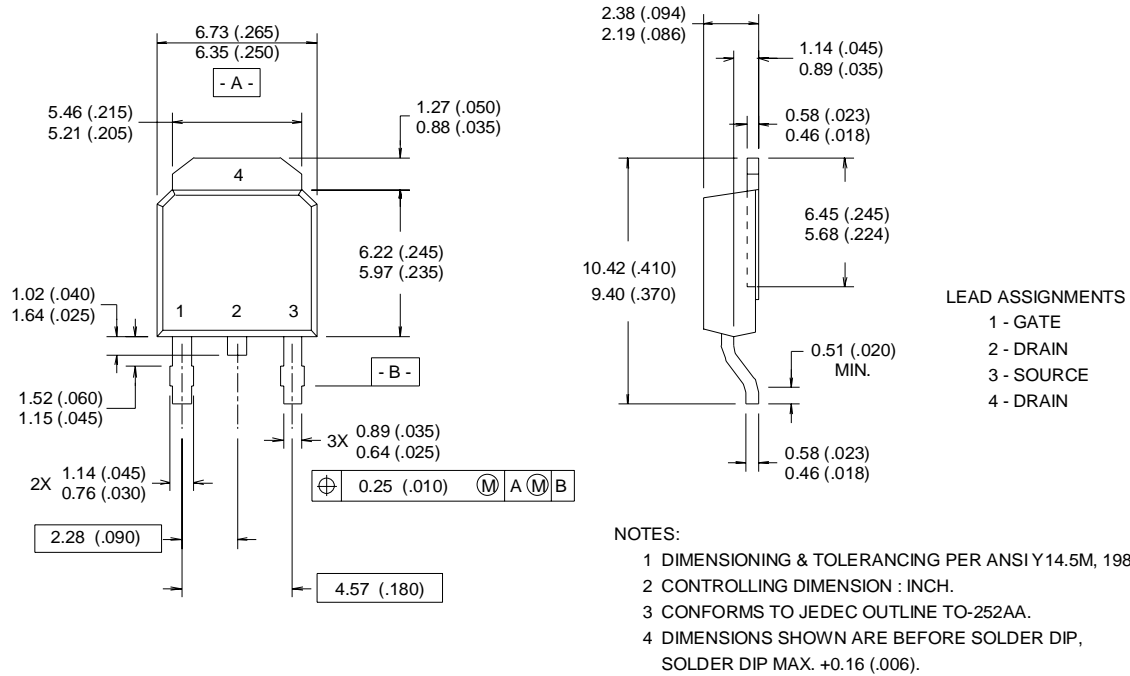 6.73 (.265)
6.35 (.250)
- A -
5.46 (.215)
5.21 (.205)
1.27 (.050)
0.88 (.035)
4
6.22 (.245)
5.97 (.235)
1.02 (.040)
1.64 (.025)
1 2 3
- B -
1.52 (.060)
1.15 (.045)
3X 0.89 (.035)
0.64 (.025)
2X 1.14 (.045)
0.76 (.030)
⌖ 0.25 (.010) Ⓜ A Ⓜ B
2.28 (.090)
4.57 (.180)
2.38 (.094)
2.19 (.086)
1.14 (.045)
0.89 (.035)
0.58 (.023)
0.46 (.018)
6.45 (.245)
5.68 (.224)
10.42 (.410)
9.40 (.370)
0.51 (.020)
MIN.
0.58 (.023)
0.46 (.018)
LEAD ASSIGNMENTS
1 - GATE
2 - DRAIN
3 - SOURCE
4 - DRAIN
NOTES:
1 DIMENSIONING & TOLERANCING PER ANSI Y14.5M, 198
2 CONTROLLING DIMENSION : INCH.
3 CONFORMS TO JEDEC OUTLINE TO-252AA.
4 DIMENSIONS SHOWN ARE BEFORE SOLDER DIP,
SOLDER DIP MAX. +0.16 (.006).